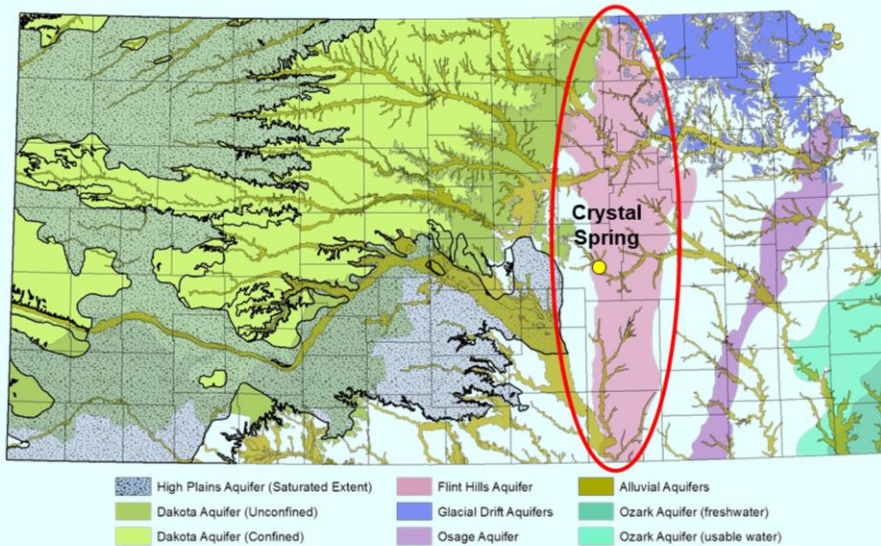 Crystal
Spring
High Plains Aquifer (Saturated Extent)
Dakota Aquifer (Unconfined)
Dakota Aquifer (Confined)
Flint Hills Aquifer
Glacial Drift Aquifers
Osage Aquifer
Alluvial Aquifers
Ozark Aquifer (freshwater)
Ozark Aquifer (usable water)